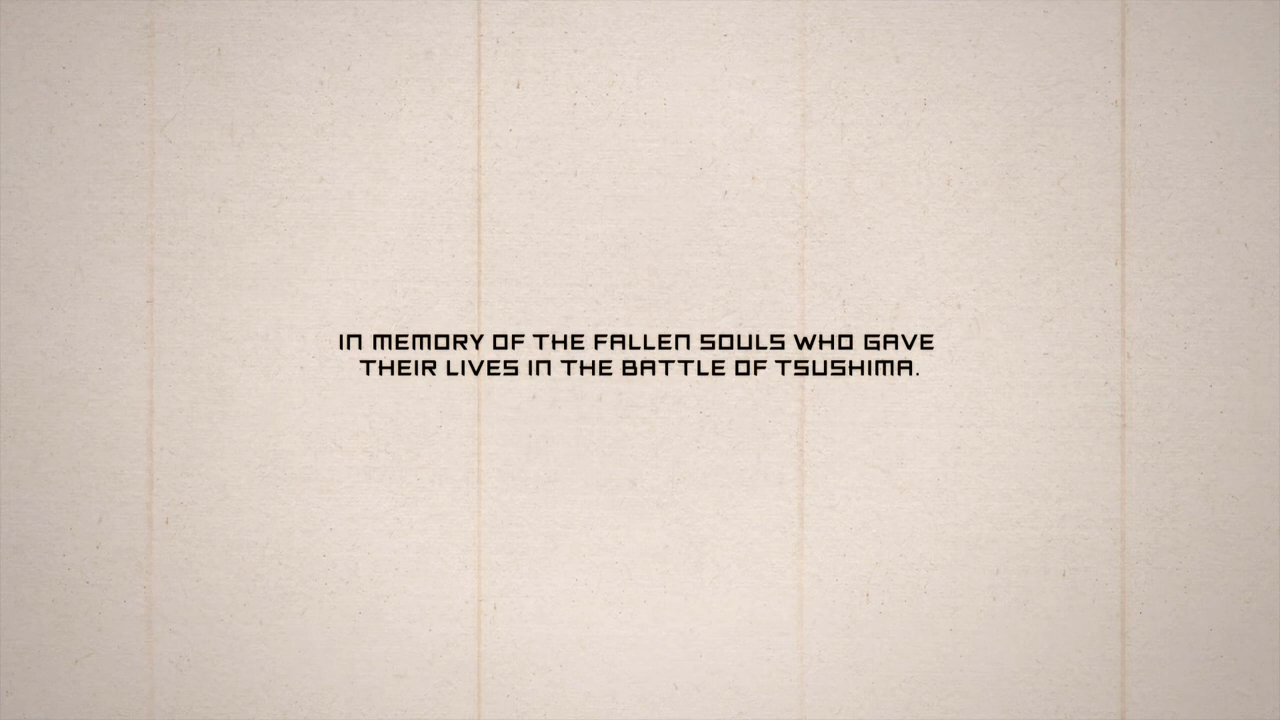 IN MEMORY OF THE FALLEN SOULS WHO GAVE
THEIR LIVES IN THE BATTLE OF TSUSHIMA.